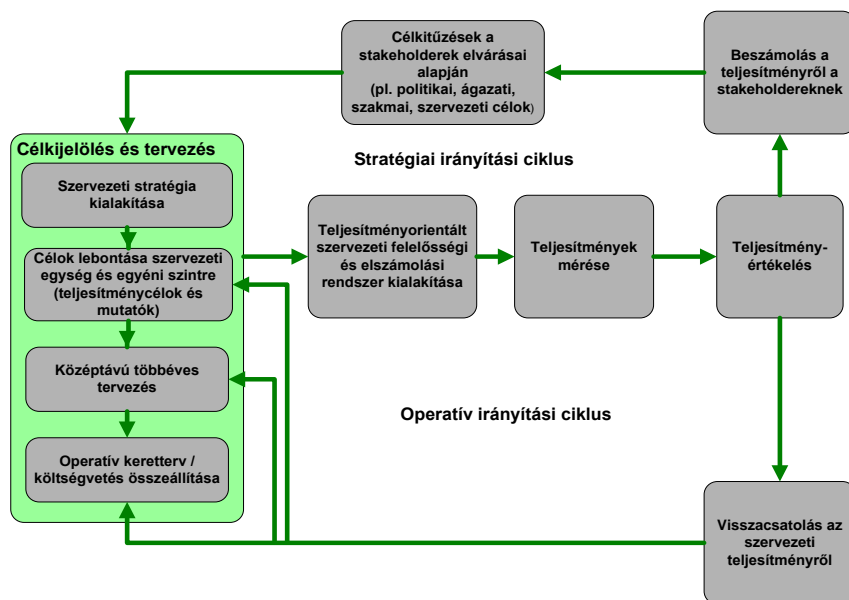 Célkitűzések a
stakeholderek elvárásai
alapján
(pl. politikai, ágazati,
szakmai, szervezeti célok)
Beszámolás a
teljesítményről a
stakeholdereknek
Stratégiai irányítási ciklus
Célkijelölés és tervezés
Szervezeti stratégia
kialakítása
Célok lebontása szervezeti
egység és egyéni szintre
(teljesítménycélok és
mutatók)
Középtávú többéves
tervezés
Operatív keretterv /
költségvetés összeállítása
Teljesítményorientált
szervezeti felelősségi
és elszámolási
rendszer kialakítása
Teljesítmények
mérése
Teljesítmény-
értékelés
Operatív irányítási ciklus
Visszacsatolás az
szervezeti
teljesítményről